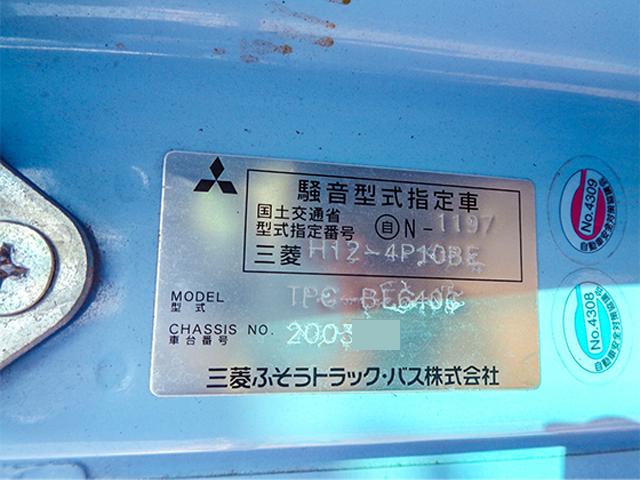 騒音型式指定車
国土交通省
型式指定番号 自N-1197
三菱 H12-4P10BE
MODEL
型式 TPG-BE640E
CHASSIS NO.
車台番号 2003
三菱ふそうトラック・バス株式会社
No.4309
No.4308